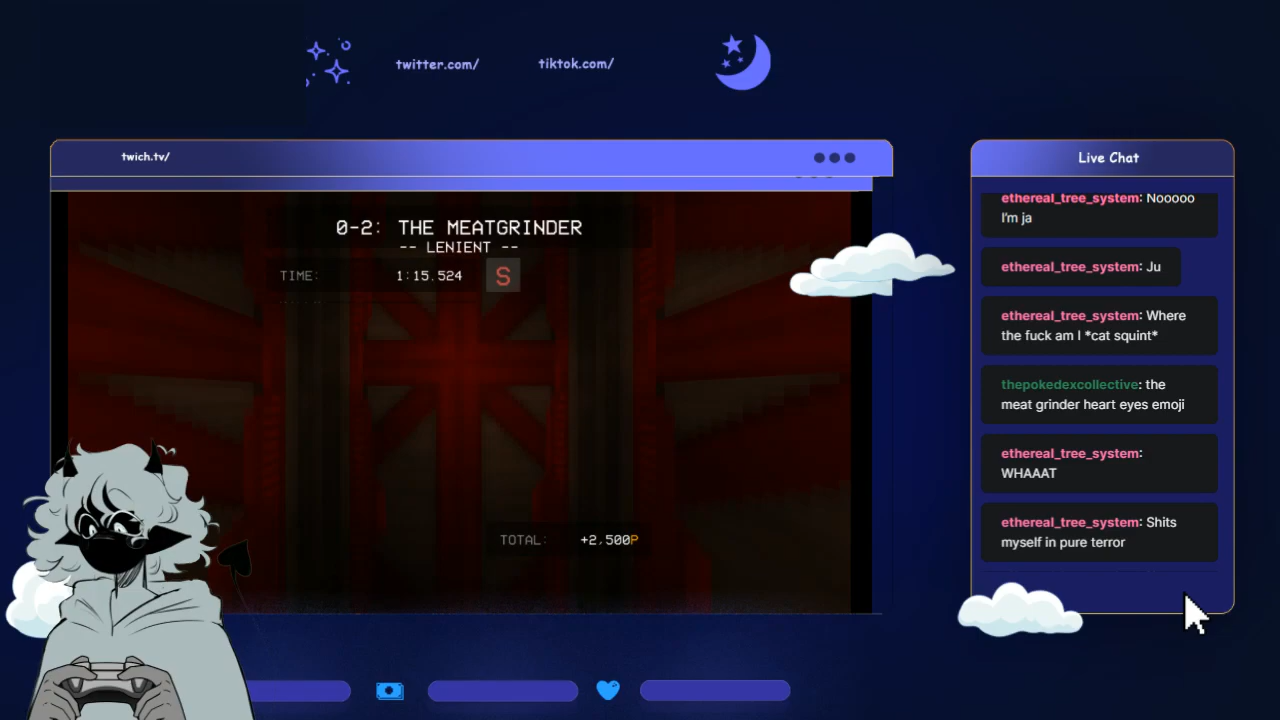 twitter.com/
tiktok.com/
twich.tv/
Live Chat
0-2: THE MEATGRINDER
-- LENIENT --
TIME: 1:15.524 S
TOTAL: +2,500P
ethereal_tree_system: Nooooo
I'm ja
ethereal_tree_system: Ju
ethereal_tree_system: Where
the fuck am I *cat squint*
thepokedexcollective: the
meat grinder heart eyes emoji
ethereal_tree_system:
WHAAAT
ethereal_tree_system: Shits
myself in pure terror